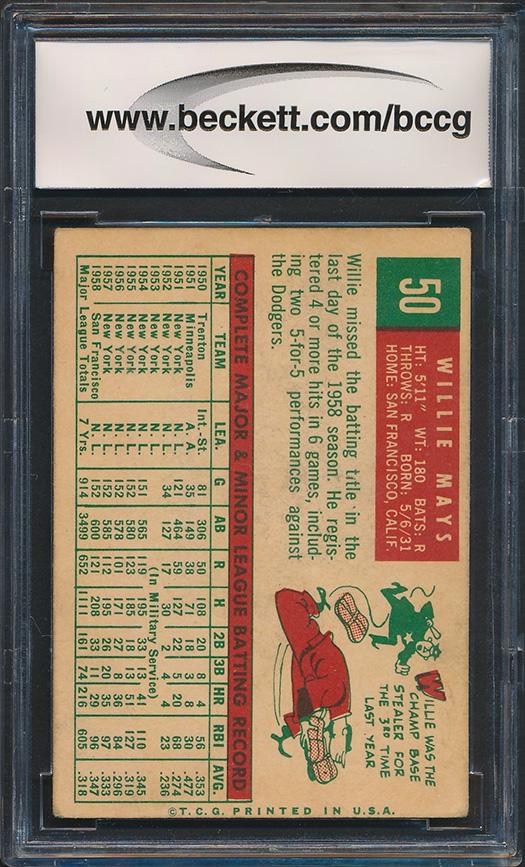 www.beckett.com/bccg
50
WILLIE MAYS
HT: 5'11" WT: 180 BATS: R
THROWS: R BORN: 5/6/31
HOME: SAN FRANCISCO, CALIF.
Willie missed the batting title in the
last day of the 1958 season. He regis-
tered 4 or more hits in 6 games, includ-
ing two 5-for-5 performances against
the Dodgers.
WILLIE WAS THE
CHAMP BASE
STEALER FOR
THE 3RD TIME
LAST YEAR
COMPLETE MAJOR & MINOR LEAGUE BATTING RECORD
YEAR TEAM LEA. G AB R H 2B 3B HR RBI AVG.
1950 Trenton Int.-St. 81 306 50 108 20 8 4 56 .353
1951 Minneapolis A. A. 35 149 38 71 18 3 8 30 .477
1951 New York N. L. 121 464 59 127 22 5 20 68 .274
1952 New York N. L. 34 127 17 30 2 4 4 23 .236
1953 New York N. L. (In Military Service)
1954 New York N. L. 151 565 119 195 33 13 41 110 .345
1955 New York N. L. 152 580 123 185 18 13 51 127 .319
1956 New York N. L. 152 578 101 171 27 8 36 84 .296
1957 New York N. L. 152 585 112 195 26 20 35 97 .333
1958 San Francisco N. L. 152 600 121 208 33 11 29 96 .347
Major League Totals 7 Yrs. 914 3499 652 1111 161 74 216 605 .318
©T.C.G. PRINTED IN U.S.A.